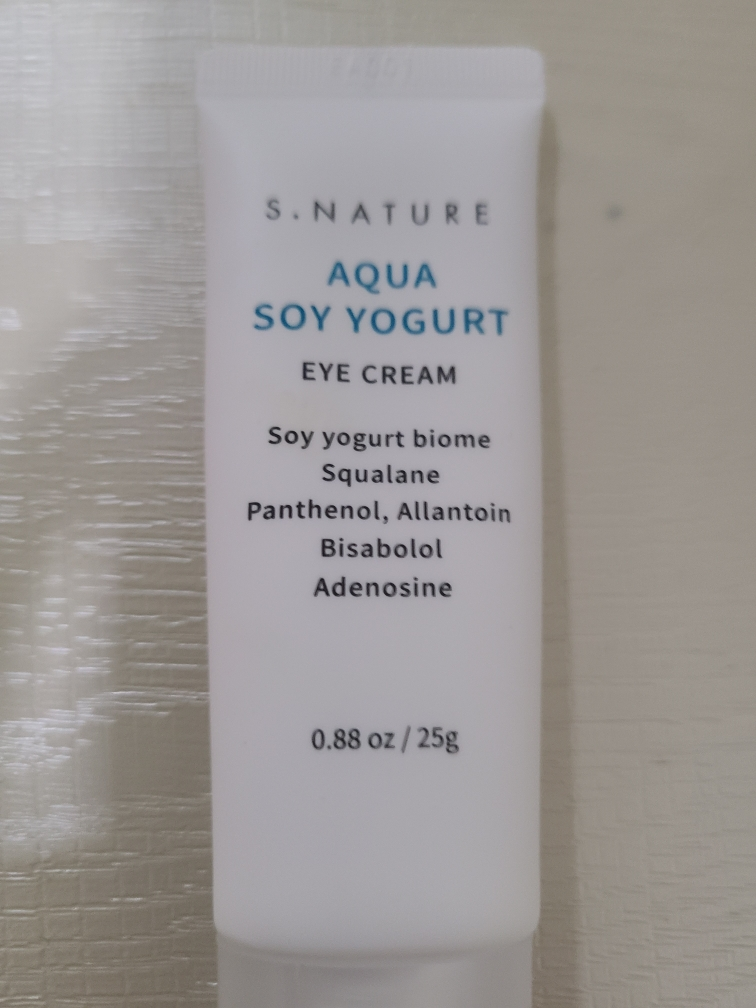 S.NATURE
AQUA
SOY YOGURT
EYE CREAM
Soy yogurt biome
Squalane
Panthenol, Allantoin
Bisabolol
Adenosine
0.88 oz / 25g